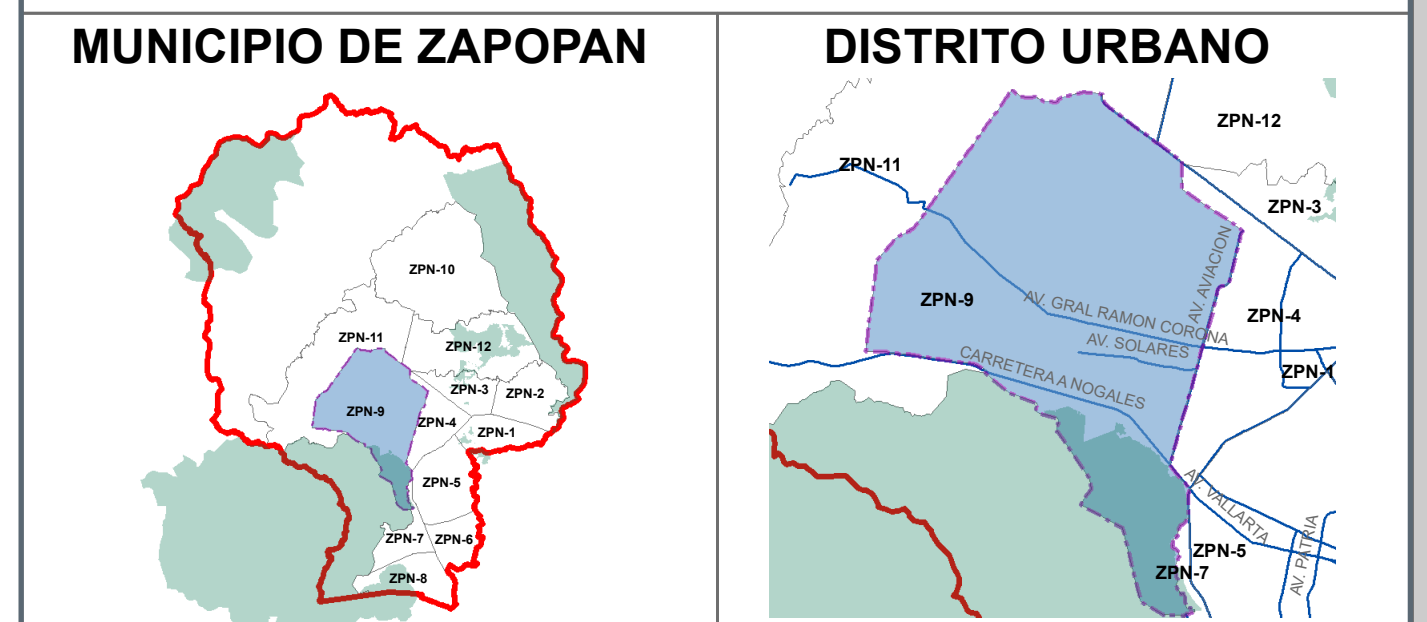 MUNICIPIO DE ZAPOPAN
ZPN-10
ZPN-11
ZPN-12
ZPN-3
ZPN-2
ZPN-9
ZPN-4
ZPN-1
ZPN-5
ZPN-7
ZPN-6
ZPN-8
DISTRITO URBANO
ZPN-12
ZPN-11
ZPN-3
AV. AVIACION
ZPN-9
AV. GRAL RAMON CORONA
ZPN-4
AV. SOLARES
CARRETERA A NOGALES
ZPN-1
AV. VALLARTA
AV. PATRIA
ZPN-5
ZPN-7